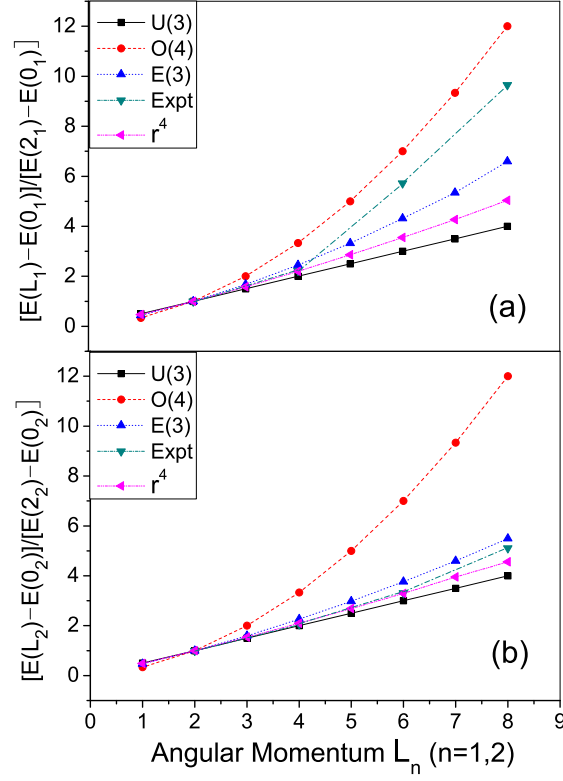 [E(L₁)−E(0₁)]/[E(2₁)−E(0₁)]
12
10
8
6
4
2
0
U(3)
O(4)
E(3)
Expt
r⁴
(a)
[E(L₂)−E(0₂)]/[E(2₂)−E(0₂)]
12
10
8
6
4
2
0
U(3)
O(4)
E(3)
Expt
r⁴
(b)
0 1 2 3 4 5 6 7 8 9
Angular Momentum Lₙ (n=1,2)